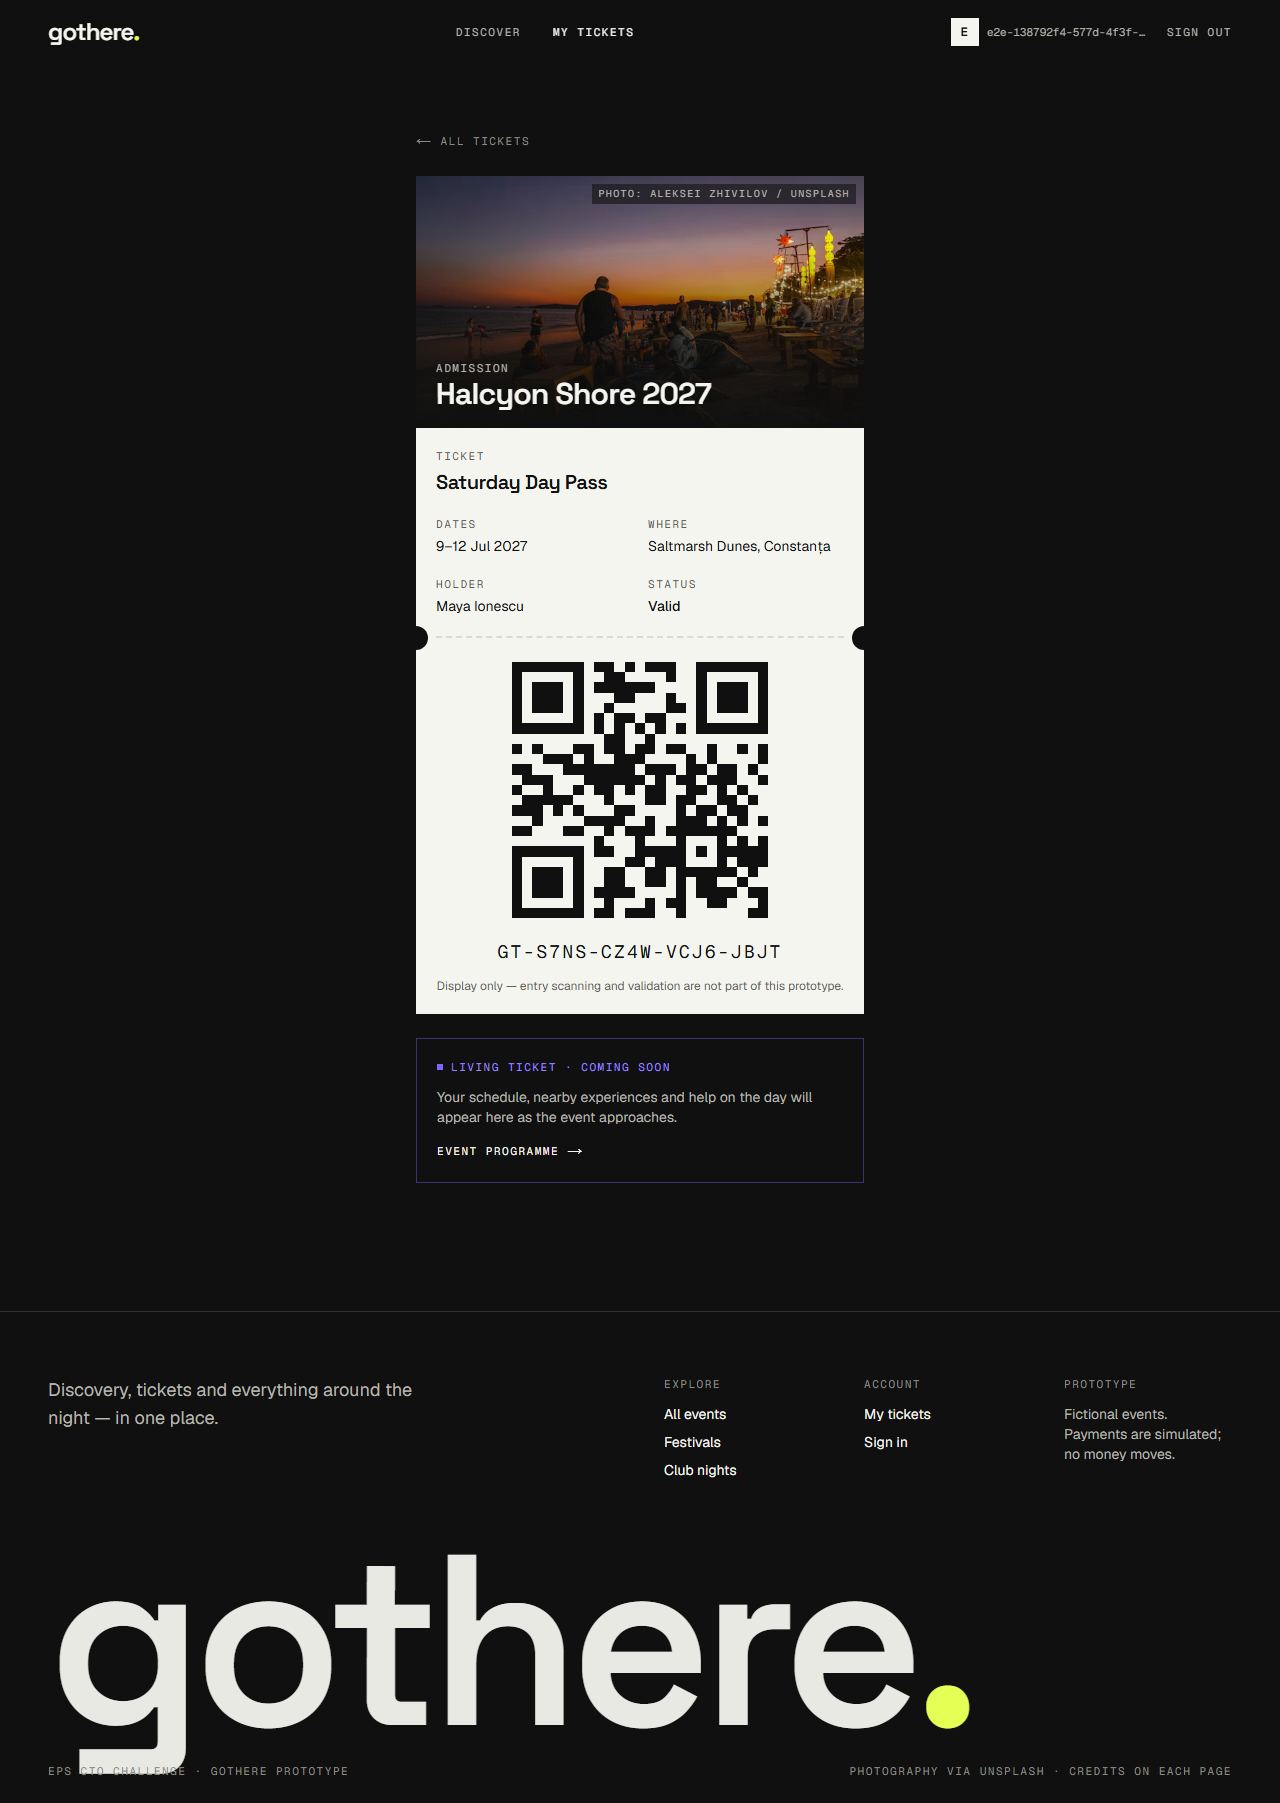 gothere.
DISCOVER
MY TICKETS
E
e2e-138792f4-577d-4f3f-…
SIGN OUT
← ALL TICKETS
PHOTO: ALEKSEI ZHIVILOV / UNSPLASH
ADMISSION
Halcyon Shore 2027
TICKET
Saturday Day Pass
DATES
9–12 Jul 2027
WHERE
Saltmarsh Dunes, Constanța
HOLDER
Maya Ionescu
STATUS
Valid
GT-S7NS-CZ4W-VCJ6-JBJT
Display only — entry scanning and validation are not part of this prototype.
LIVING TICKET · COMING SOON
Your schedule, nearby experiences and help on the day will
appear here as the event approaches.
EVENT PROGRAMME →
Discovery, tickets and everything around the
night — in one place.
EXPLORE
All events
Festivals
Club nights
ACCOUNT
My tickets
Sign in
PROTOTYPE
Fictional events.
Payments are simulated;
no money moves.
gothere.
EPS CTO CHALLENGE · GOTHERE PROTOTYPE
PHOTOGRAPHY VIA UNSPLASH · CREDITS ON EACH PAGE